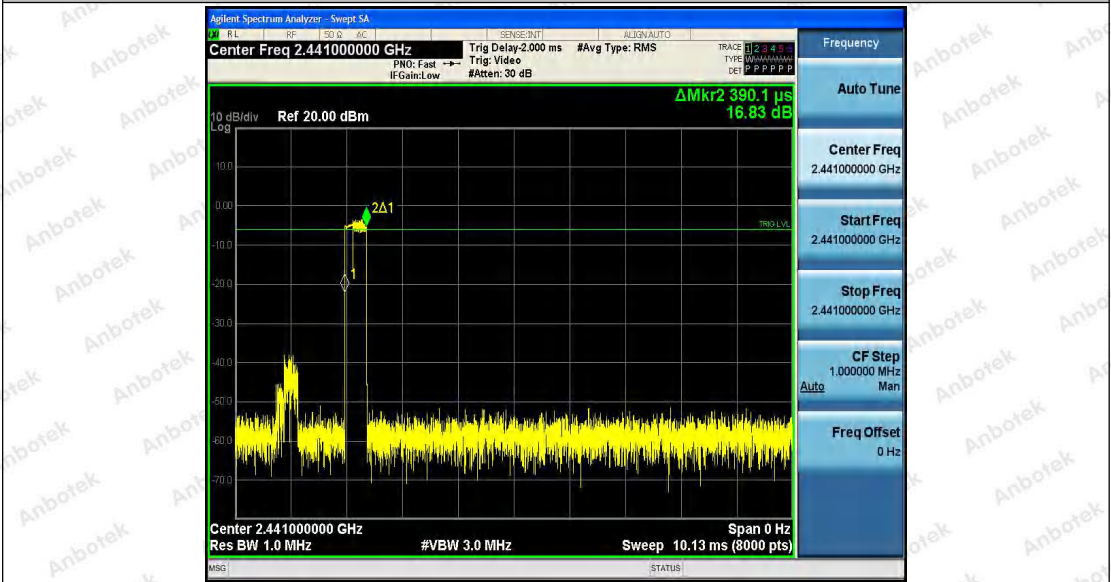 Agilent Spectrum Analyzer - Swept SA
RL RF 50 Ω AC SENSE:INT ALIGN AUTO
Center Freq 2.441000000 GHz
PNO: Fast
IFGain:Low
Trig Delay-2.000 ms #Avg Type: RMS
Trig: Video
#Atten: 30 dB
TRACE 1 2 3 4 5 6
TYPE
DET P P P P P P
ΔMkr2 390.1 µs
16.83 dB
10 dB/div Ref 20.00 dBm
Log
10.0
0.00
-10.0
-20.0
-30.0
-40.0
-50.0
-60.0
-70.0
2Δ1
1
TRIG LVL
Center 2.441000000 GHz Span 0 Hz
Res BW 1.0 MHz #VBW 3.0 MHz Sweep 10.13 ms (8000 pts)
MSG STATUS
Frequency
Auto Tune
Center Freq
2.441000000 GHz
Start Freq
2.441000000 GHz
Stop Freq
2.441000000 GHz
CF Step
1.000000 MHz
Auto Man
Freq Offset
0 Hz
Anbotek